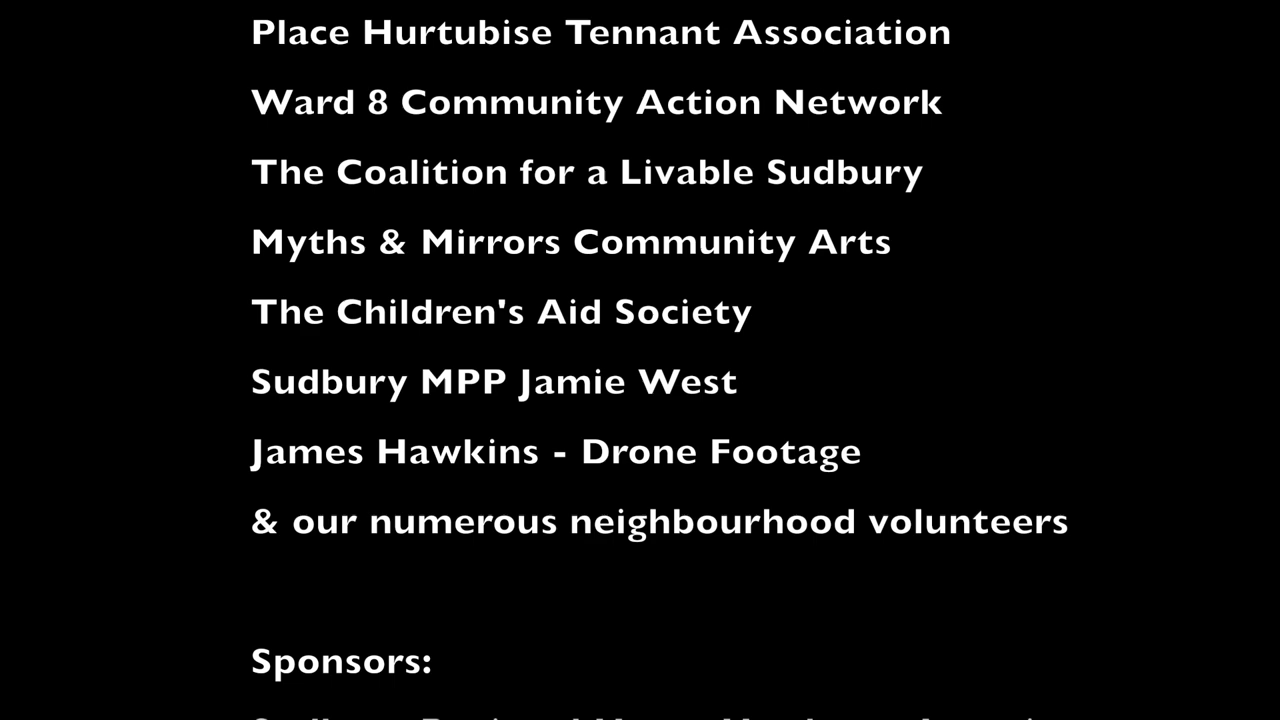 Place Hurtubise Tennant Association
Ward 8 Community Action Network
The Coalition for a Livable Sudbury
Myths & Mirrors Community Arts
The Children's Aid Society
Sudbury MPP Jamie West
James Hawkins - Drone Footage
& our numerous neighbourhood volunteers
Sponsors: